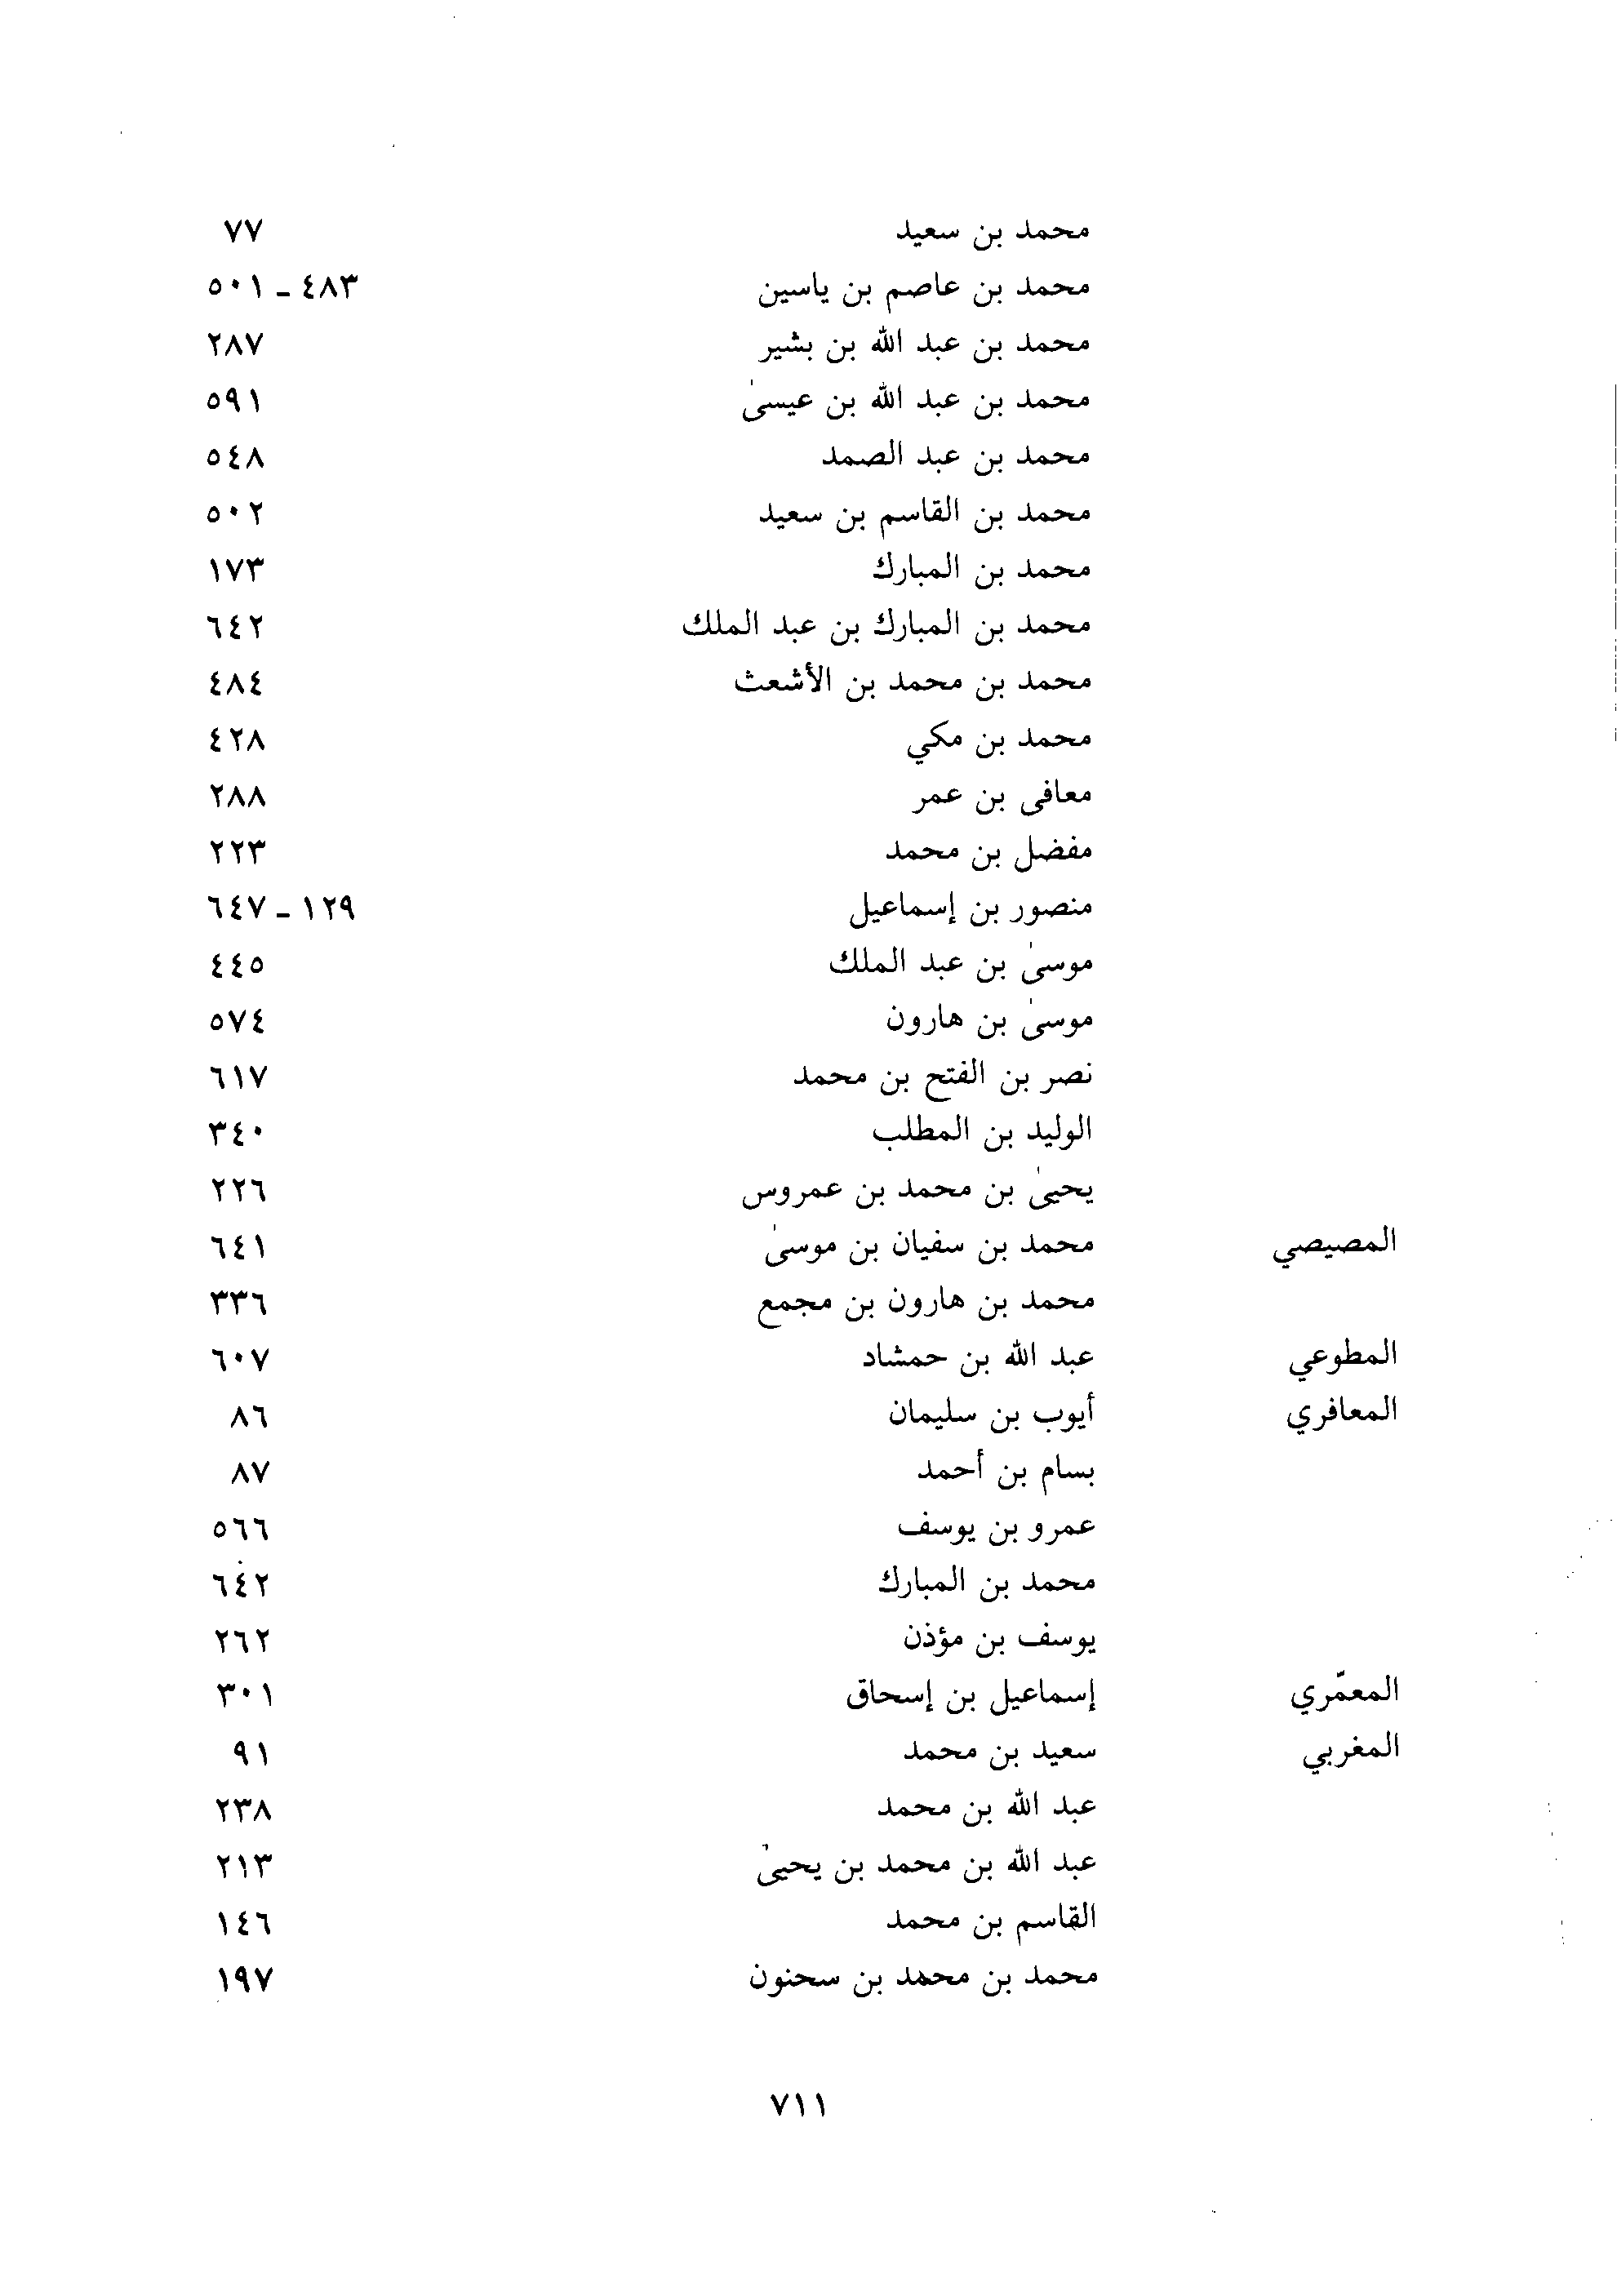 محمد بن سعيد ٧٧
محمد بن عاصم بن ياسين ٤٨٣ - ٥٠١
محمد بن عبد الله بن بشير ٢٨٧
محمد بن عبد الله بن عيسىٰ ٥٩١
محمد بن عبد الصمد ٥٤٨
محمد بن القاسم بن سعيد ٥٠٢
محمد بن المبارك ١٧٣
محمد بن المبارك بن عبد الملك ٦٤٢
محمد بن محمد بن الأشعث ٤٨٤
محمد بن مكي ٤٢٨
معافى بن عمر ٢٨٨
مفضل بن محمد ٢٢٣
منصور بن إسماعيل ١٢٩ - ٦٤٧
موسىٰ بن عبد الملك ٤٤٥
موسىٰ بن هارون ٥٧٤
نصر بن الفتح بن محمد ٦١٧
الوليد بن المطلب ٣٤٠
يحيىٰ بن محمد بن عمروس ٢٢٦
المصيصي محمد بن سفيان بن موسىٰ ٦٤١
محمد بن هارون بن مجمع ٣٣٦
المطوعي عبد الله بن حمشاد ٦٠٧
المعافري أيوب بن سليمان ٨٦
بسام بن أحمد ٨٧
عمرو بن يوسف ٥٦٦
محمد بن المبارك ٦٤٢
يوسف بن مؤذن ٢٦٢
المعمّري إسماعيل بن إسحاق ٣٠١
المغربي سعيد بن محمد ٩١
عبد الله بن محمد ٢٣٨
عبد الله بن محمد بن يحيىٰ ٢١٣
القاسم بن محمد ١٤٦
محمد بن محمد بن سحنون ١٩٧
٧١١